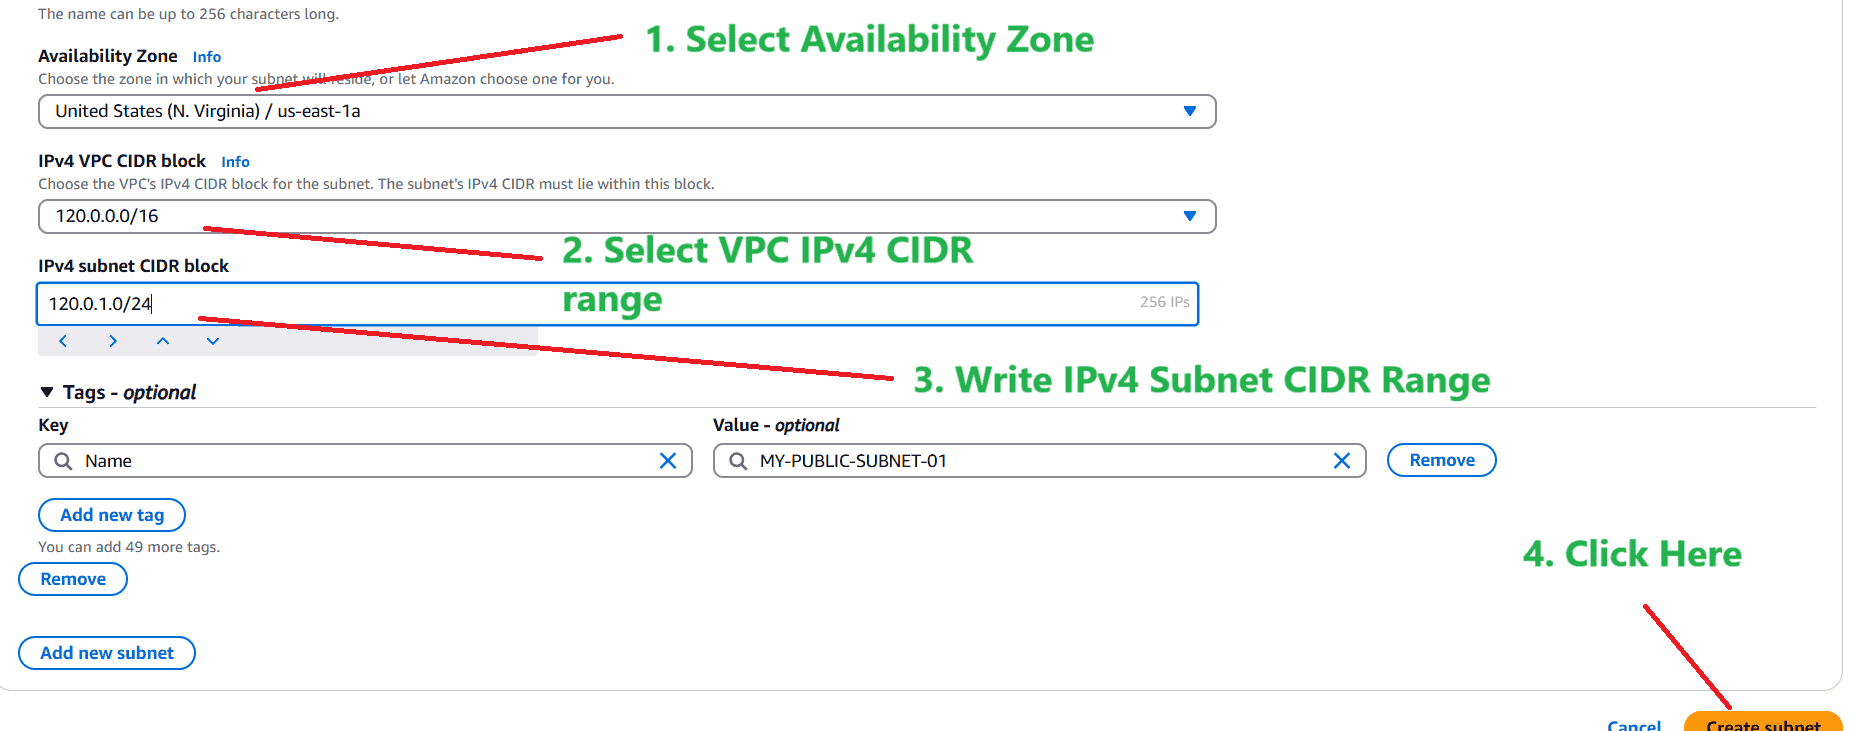 The name can be up to 256 characters long.
1. Select Availability Zone
Availability Zone Info
Choose the zone in which your subnet will reside, or let Amazon choose one for you.
United States (N. Virginia) / us-east-1a
IPv4 VPC CIDR block Info
Choose the VPC's IPv4 CIDR block for the subnet. The subnet's IPv4 CIDR must lie within this block.
120.0.0.0/16
2. Select VPC IPv4 CIDR
range
IPv4 subnet CIDR block
120.0.1.0/24
256 IPs
3. Write IPv4 Subnet CIDR Range
Tags - optional
Key
Value - optional
Name
MY-PUBLIC-SUBNET-01
Remove
Add new tag
You can add 49 more tags.
Remove
4. Click Here
Add new subnet
Cancel
Create subnet